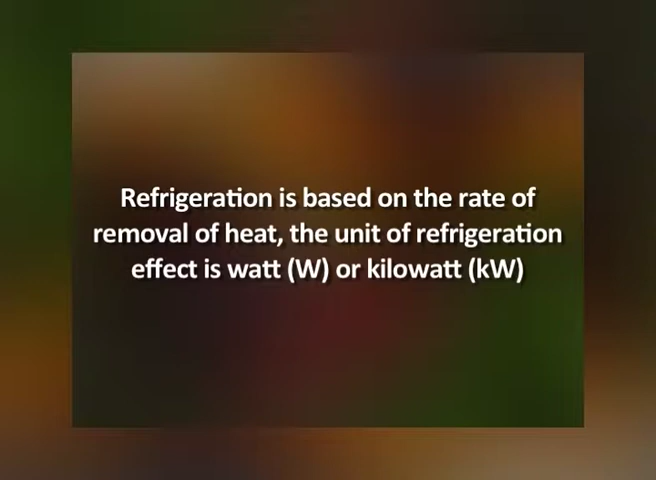 Refrigeration is based on the rate of
removal of heat, the unit of refrigeration
effect is watt (W) or kilowatt (kW)